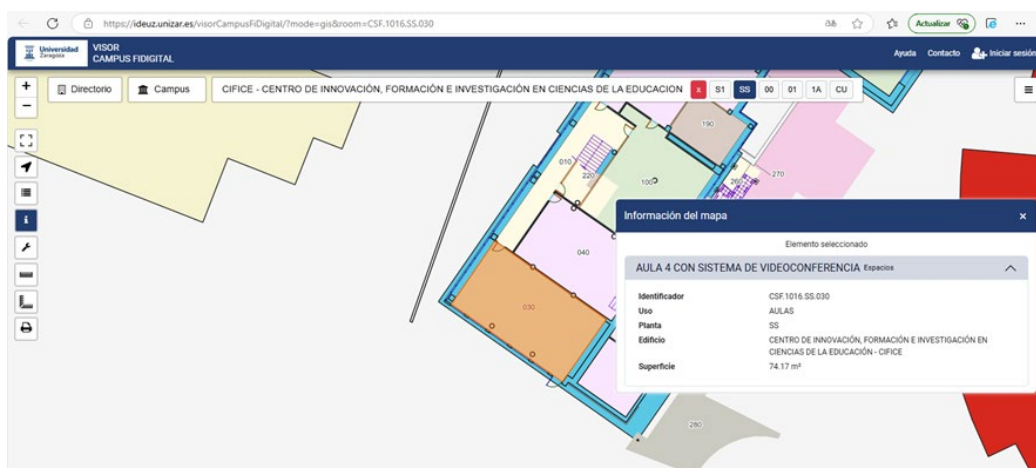 https://ideuz.unizar.es/visorCampusFiDigital/?mode=gis&room=CSF.1016.SS.030
Actualizar
Universidad Zaragoza
VISOR
CAMPUS FIDIGITAL
Ayuda Contacto Iniciar sesión
+
−
Directorio Campus CIFICE - CENTRO DE INNOVACIÓN, FORMACIÓN E INVESTIGACIÓN EN CIENCIAS DE LA EDUCACION x S1 SS 00 01 1A CU
190
010
220
100
260
270
040
030
280
Información del mapa ×
Elemento seleccionado
AULA 4 CON SISTEMA DE VIDEOCONFERENCIA Espacios
Identificador CSF.1016.SS.030
Uso AULAS
Planta SS
Edificio CENTRO DE INNOVACIÓN, FORMACIÓN E INVESTIGACIÓN EN
CIENCIAS DE LA EDUCACIÓN - CIFICE
Superficie 74.17 m²